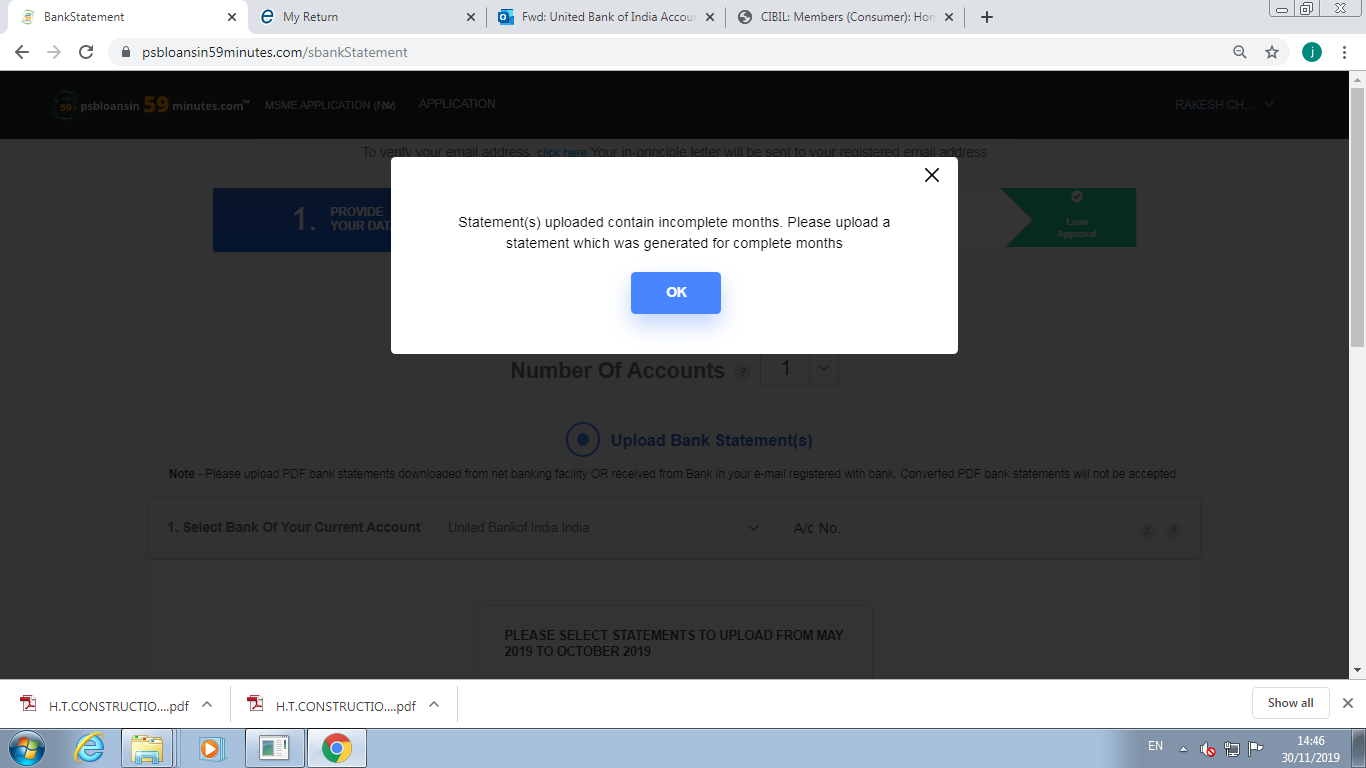 BankStatement
My Return
Fwd: United Bank of India Accou
CIBIL: Members (Consumer): Hon
psbloansin59minutes.com/sbankStatement
j
59 psbloansin 59 minutes.com™
MSME APPLICATION
APPLICATION
RAKESH CH...
To verify your email address, click here Your in-principle letter will be sent to your registered email address
1. PROVIDE
YOUR DAT
Loan
Approval
Statement(s) uploaded contain incomplete months. Please upload a
statement which was generated for complete months
OK
Number Of Accounts ? 1
Upload Bank Statement(s)
Note - Please upload PDF bank statements downloaded from net banking facility OR received from Bank in your e-mail registered with bank. Converted PDF bank statements will not be accepted.
1. Select Bank Of Your Current Account United Bankof India India A/c No.: X ?
PLEASE SELECT STATEMENTS TO UPLOAD FROM MAY
2019 TO OCTOBER 2019
H.T.CONSTRUCTIO....pdf
H.T.CONSTRUCTIO....pdf
Show all
EN
14:46
30/11/2019